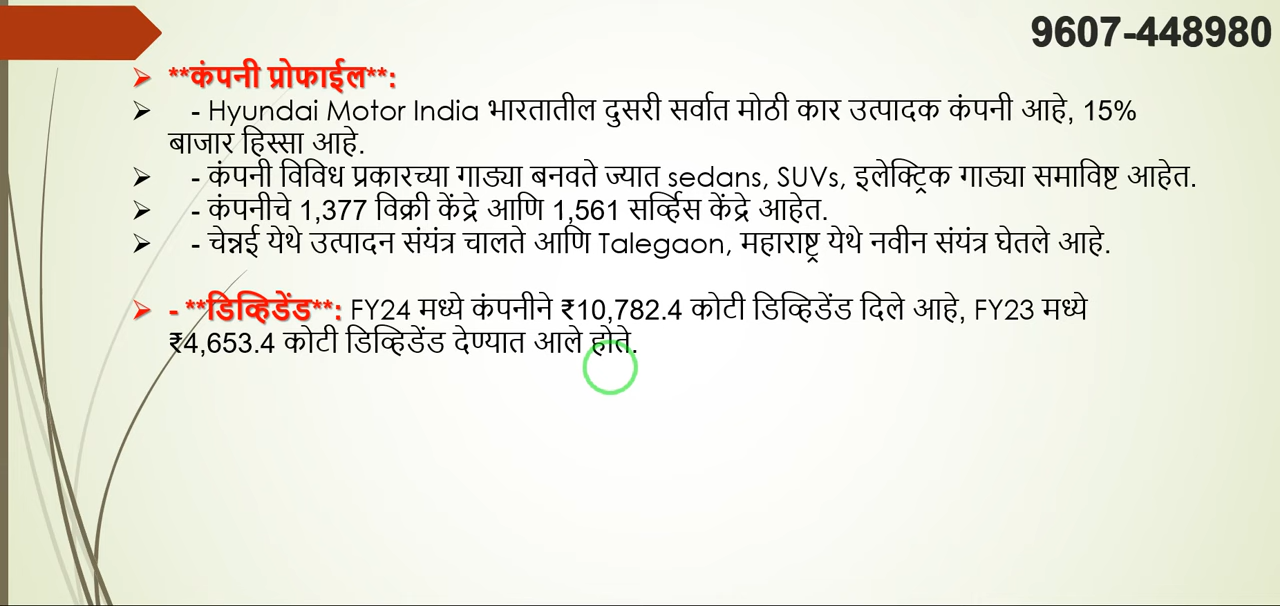 9607-448980
➢ **कंपनी प्रोफाईल**:
➢ - Hyundai Motor India भारतातील दुसरी सर्वात मोठी कार उत्पादक कंपनी आहे, 15%
बाजार हिस्सा आहे.
➢ - कंपनी विविध प्रकारच्या गाड्या बनवते ज्यात sedans, SUVs, इलेक्ट्रिक गाड्या समाविष्ट आहेत.
➢ - कंपनीचे 1,377 विक्री केंद्रे आणि 1,561 सर्व्हिस केंद्रे आहेत.
➢ - चेन्नई येथे उत्पादन संयंत्र चालते आणि Talegaon, महाराष्ट्र येथे नवीन संयंत्र घेतले आहे.
➢ - **डिव्हिडेंड**: FY24 मध्ये कंपनीने ₹10,782.4 कोटी डिव्हिडेंड दिले आहे, FY23 मध्ये
₹4,653.4 कोटी डिव्हिडेंड देण्यात आले होते.